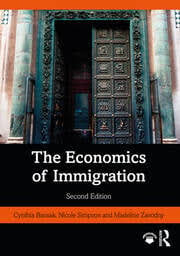 The Economics
of Immigration
Second Edition
Cynthia Bansak, Nicole Simpson and Madeline Zavodny
R